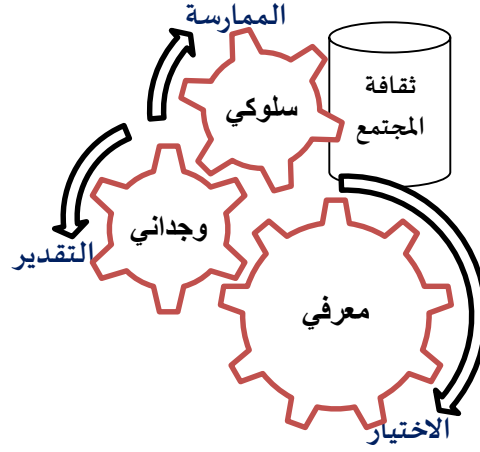 الممارسة
ثقافة
المجتمع
سلوكي
وجداني
التقدير
معرفي
الاختيار